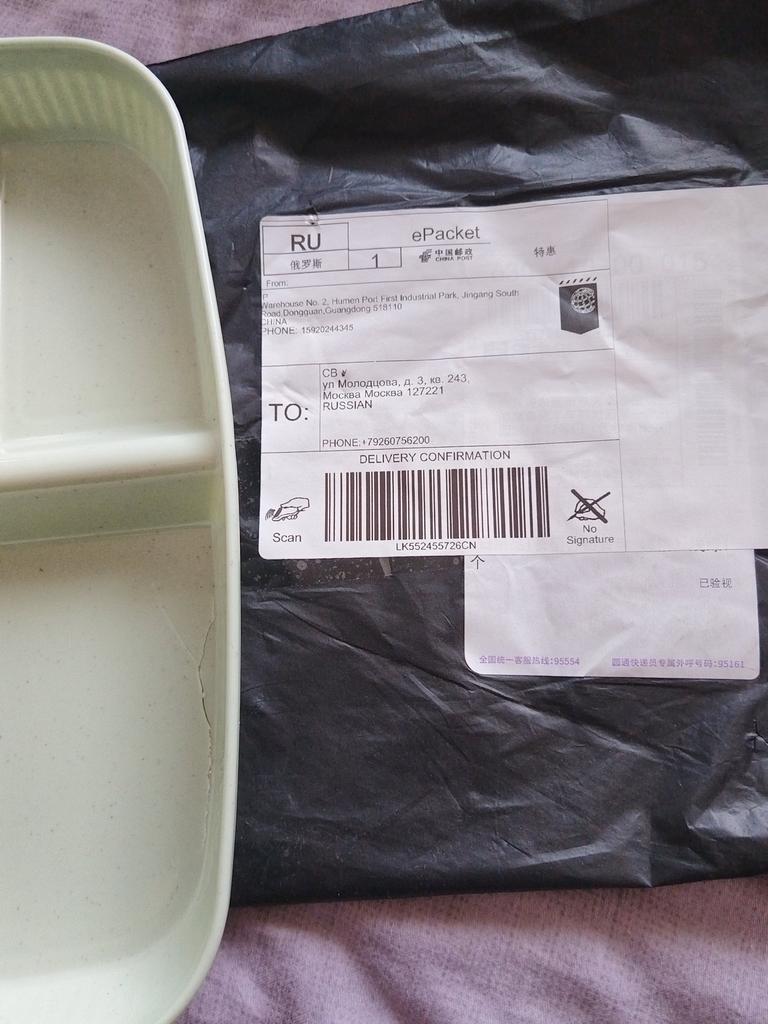 RU
俄罗斯
1
ePacket
中国邮政
CHINA POST
特惠
From:
P
Warehouse No. 2, Humen Port First Industrial Park, Jingang South
Road,Dongguan,Guangdong 518110
CHINA
PHONE: 15920244345
TO:
СВ
ул Молодцова, д. 3, кв. 243,
Москва Москва 127221
RUSSIAN
PHONE:+79260756200
DELIVERY CONFIRMATION
Scan
LK552455726CN
No
Signature
个
已验视
全国统一客服热线:95554
圆通快递员专属外呼号码:95161